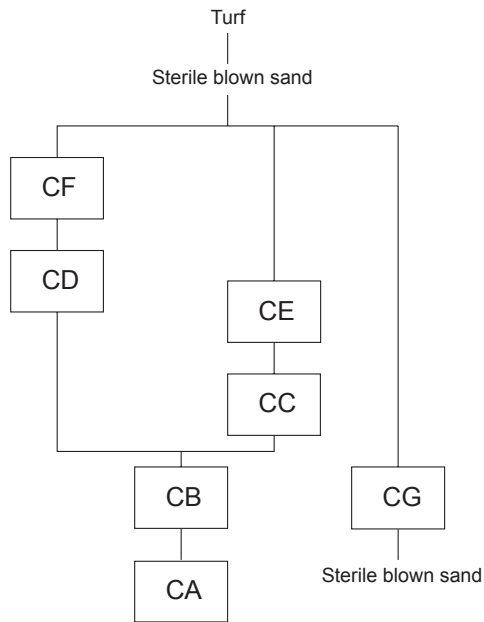 Turf
Sterile blown sand
CF
CD
CE
CC
CB
CG
CA
Sterile blown sand